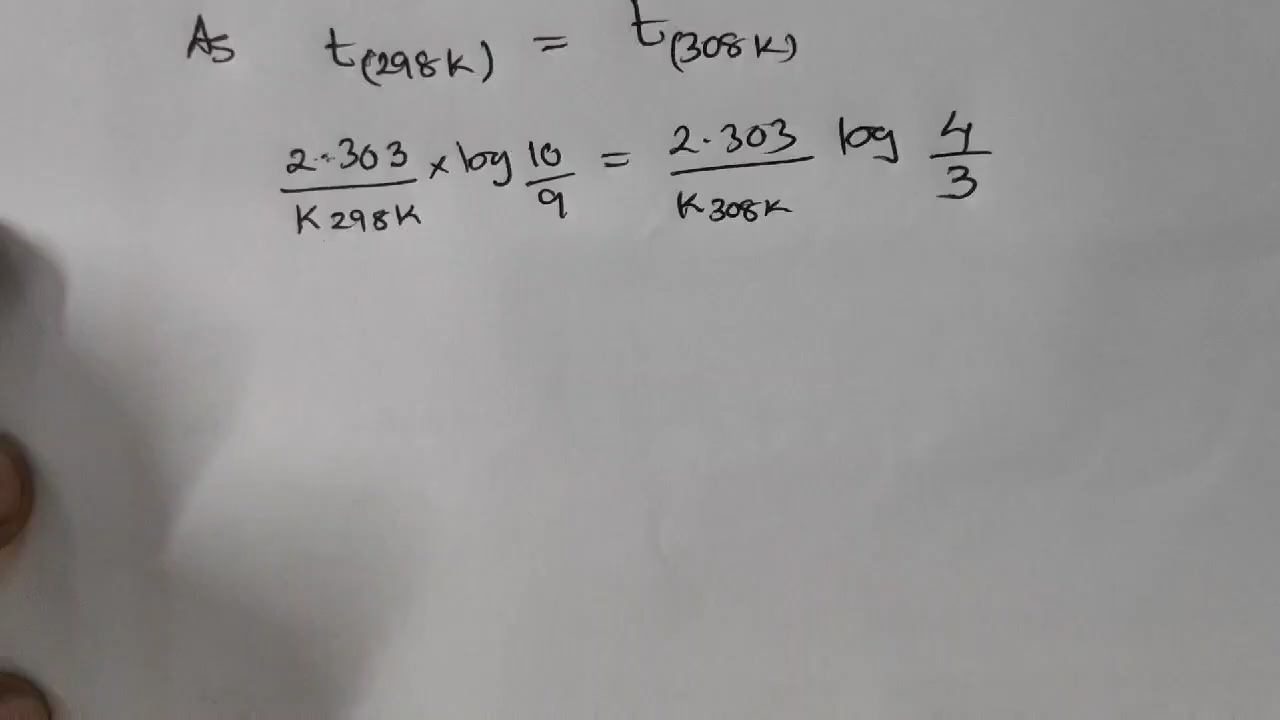 As t(298K) = t(308K)
2.303/K298K × log 10/9 = 2.303/K308K log 4/3